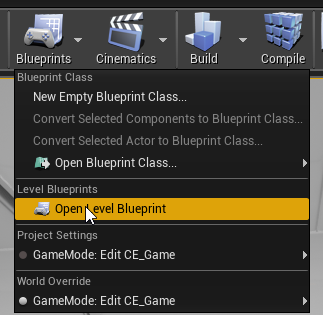 Blueprints Cinematics Build Compile
Blueprint Class
New Empty Blueprint Class...
Convert Selected Components to Blueprint Class...
Convert Selected Actor to Blueprint Class...
Open Blueprint Class...
Level Blueprints
Open Level Blueprint
Project Settings
GameMode: Edit CE_Game
World Override
GameMode: Edit CE_Game